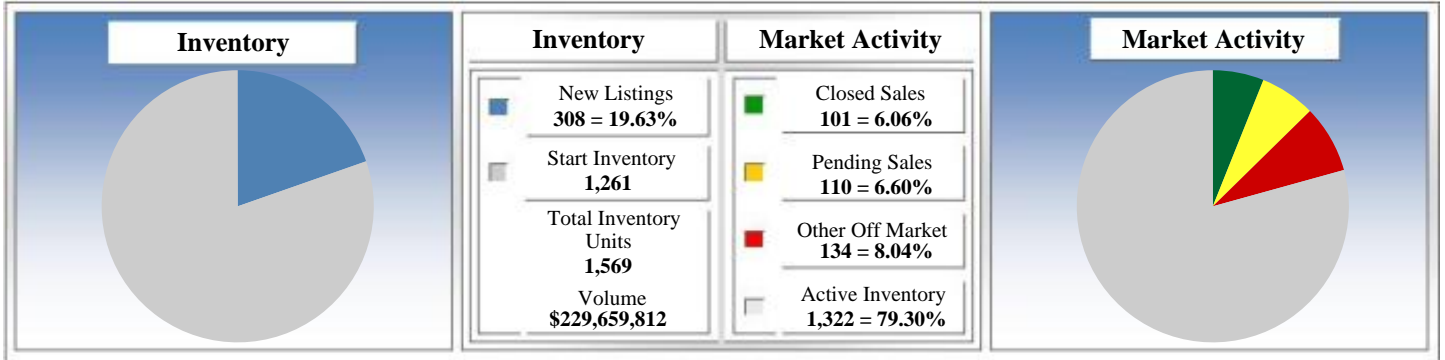 Inventory
Inventory
Market Activity
New Listings
308 = 19.63%
Start Inventory
1,261
Total Inventory
Units
1,569
Volume
$229,659,812
Closed Sales
101 = 6.06%
Pending Sales
110 = 6.60%
Other Off Market
134 = 8.04%
Active Inventory
1,322 = 79.30%
Market Activity